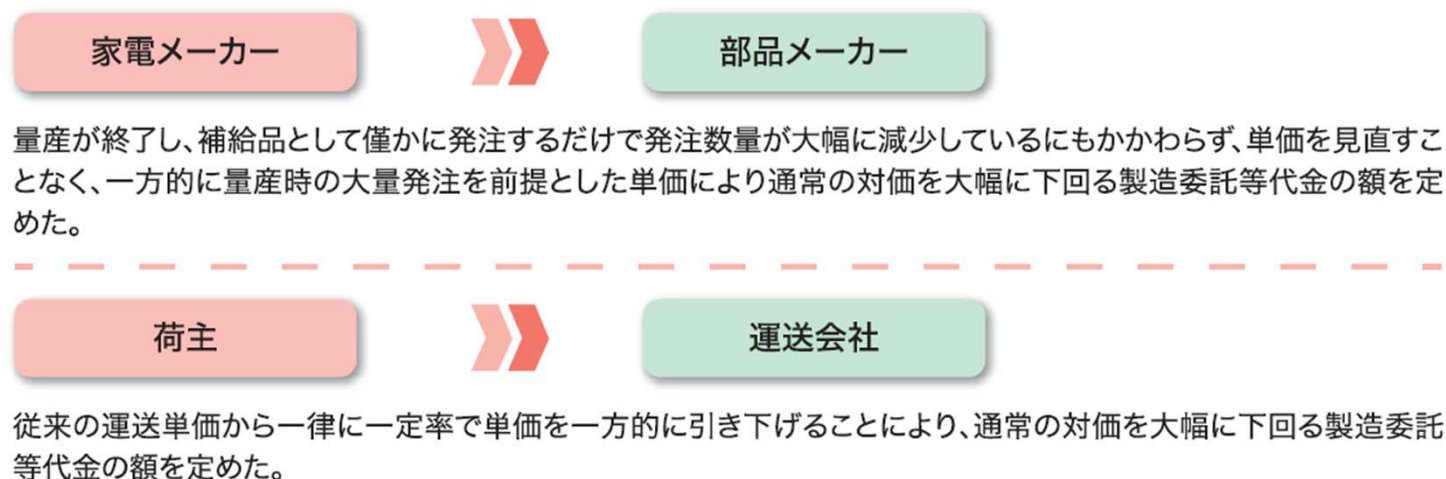 家電メーカー
部品メーカー
量産が終了し、補給品として僅かに発注するだけで発注数量が大幅に減少しているにもかかわらず、単価を見直すこ
となく、一方的に量産時の大量発注を前提とした単価により通常の対価を大幅に下回る製造委託等代金の額を定
めた。
荷主
運送会社
従来の運送単価から一律に一定率で単価を一方的に引き下げることにより、通常の対価を大幅に下回る製造委託
等代金の額を定めた。